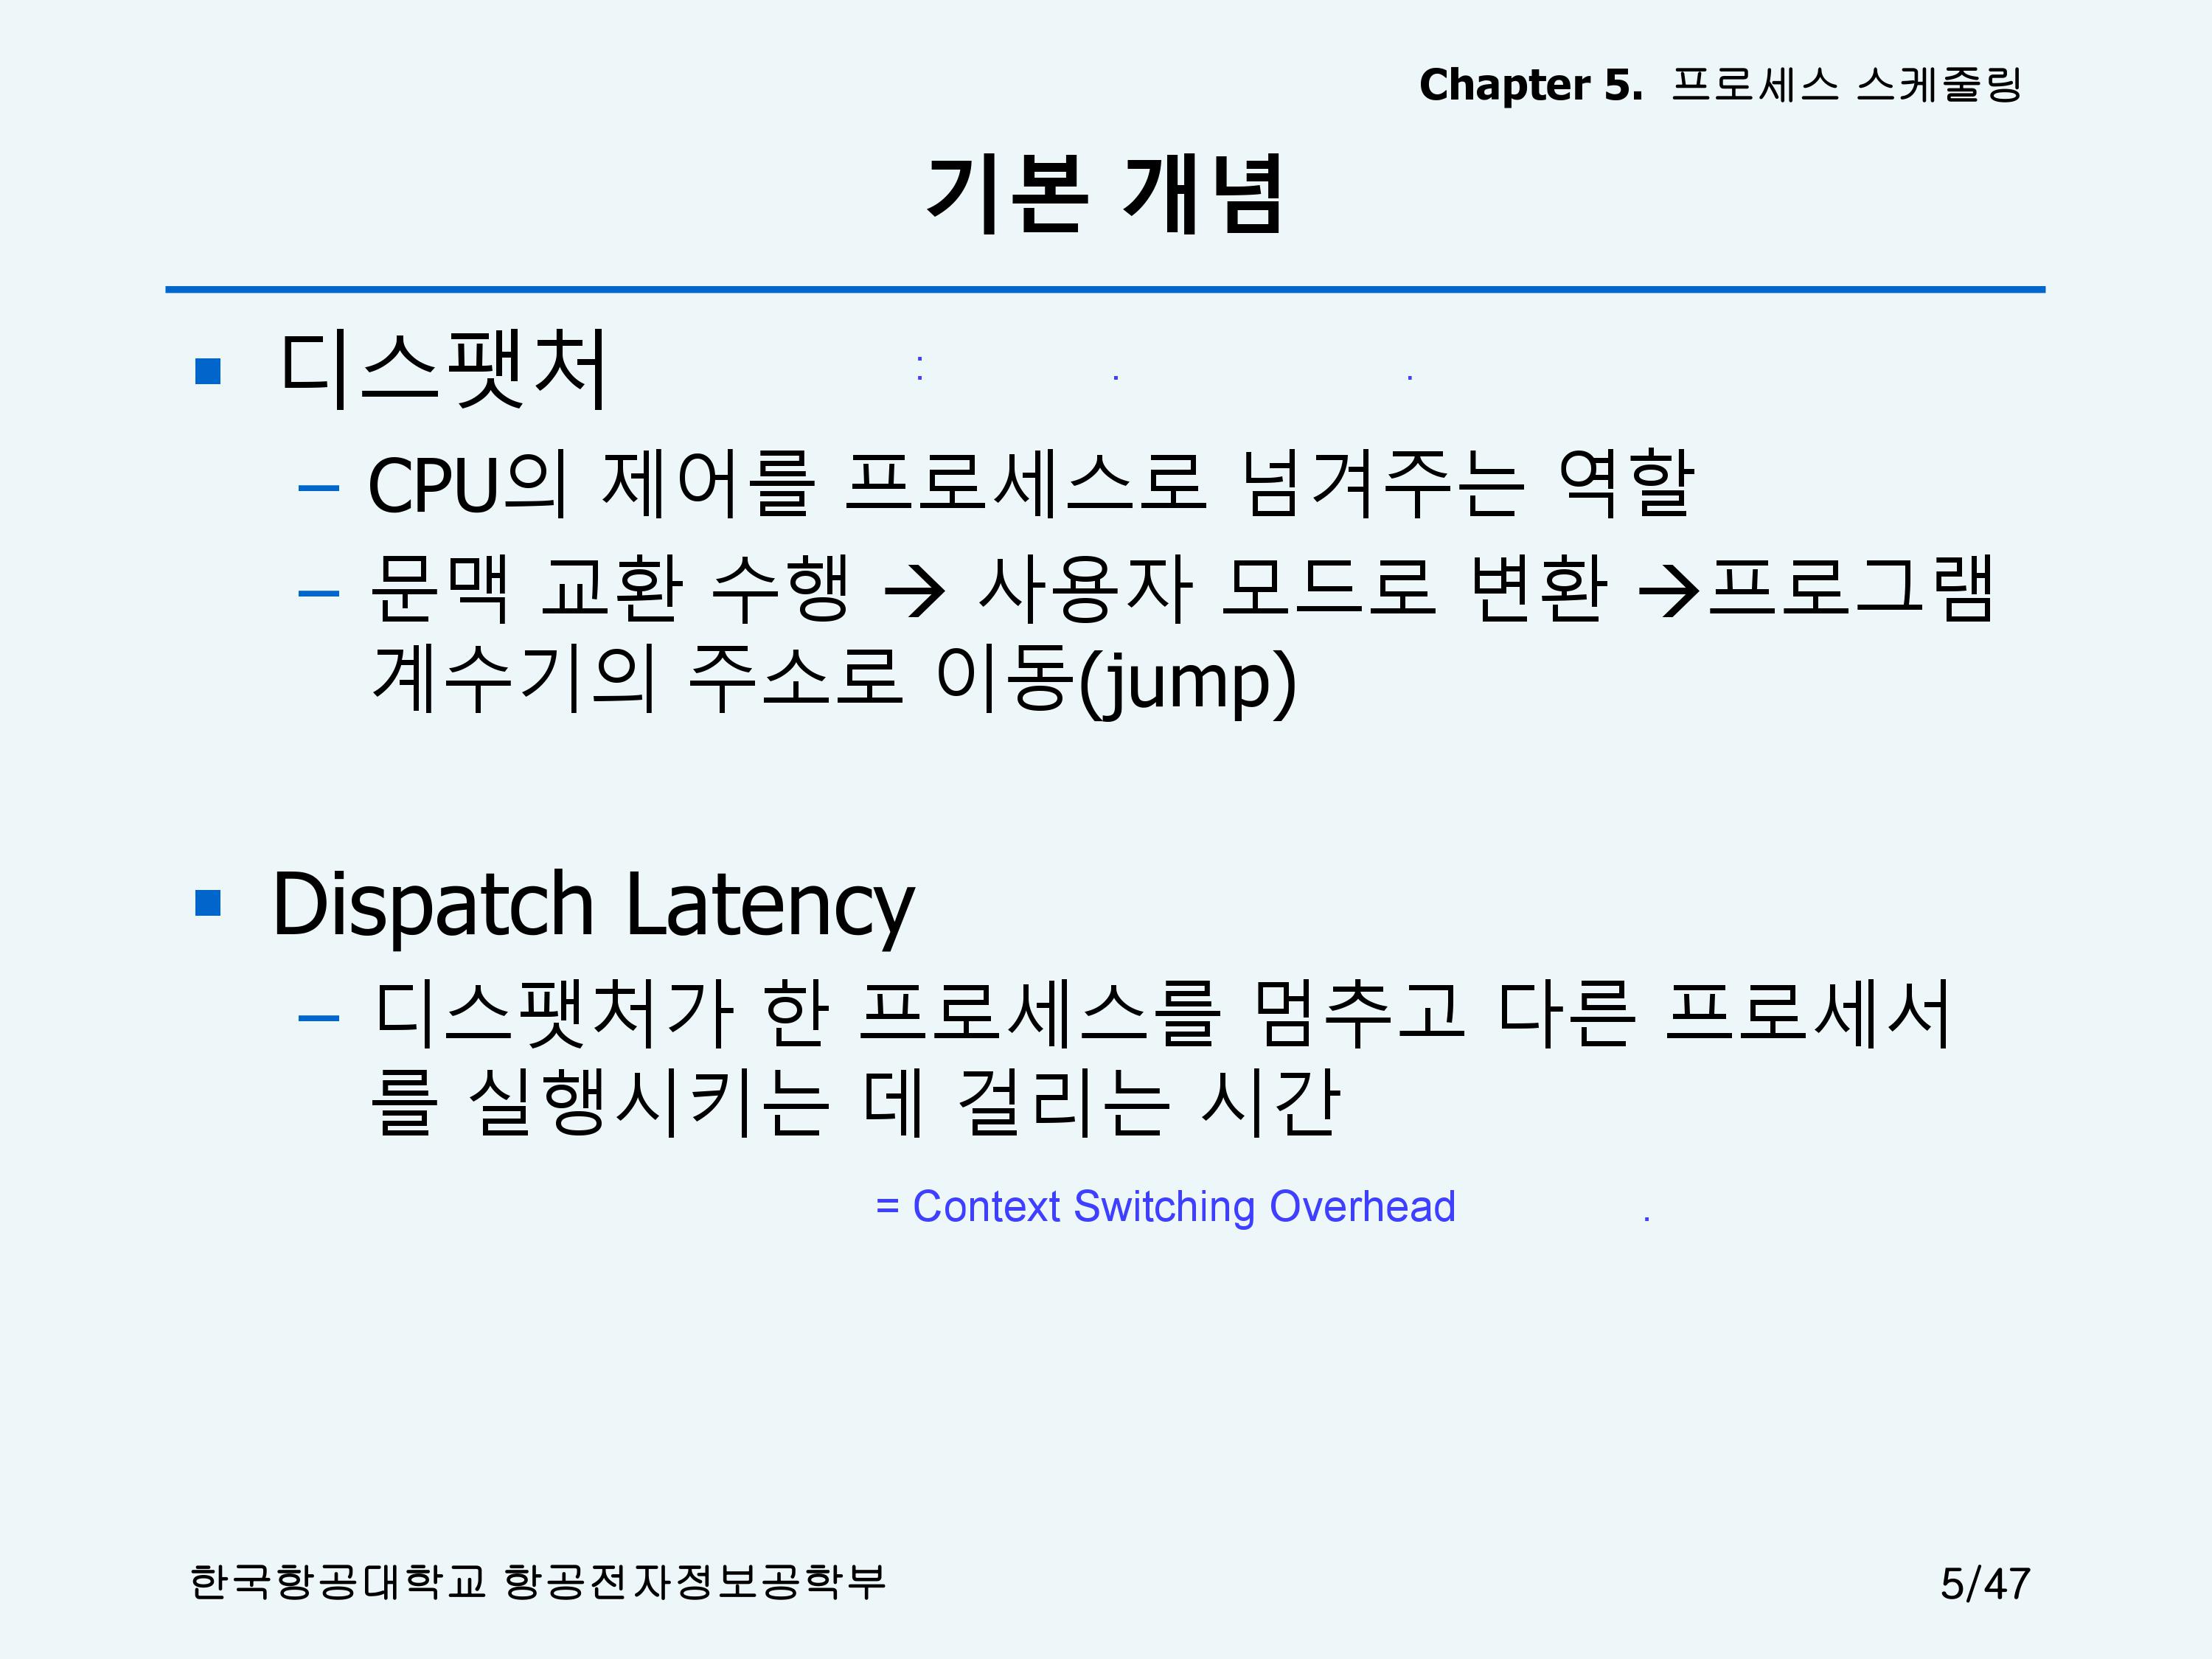 Chapter 5. 프로세스 스케줄링
기본 개념
▪ 디스팻처 : . .
– CPU의 제어를 프로세스로 넘겨주는 역할
– 문맥 교환 수행 → 사용자 모드로 변환 →프로그램
계수기의 주소로 이동(jump)
▪ Dispatch Latency
– 디스팻처가 한 프로세스를 멈추고 다른 프로세서
를 실행시키는 데 걸리는 시간
= Context Switching Overhead .
한국항공대학교 항공전자정보공학부
5/47